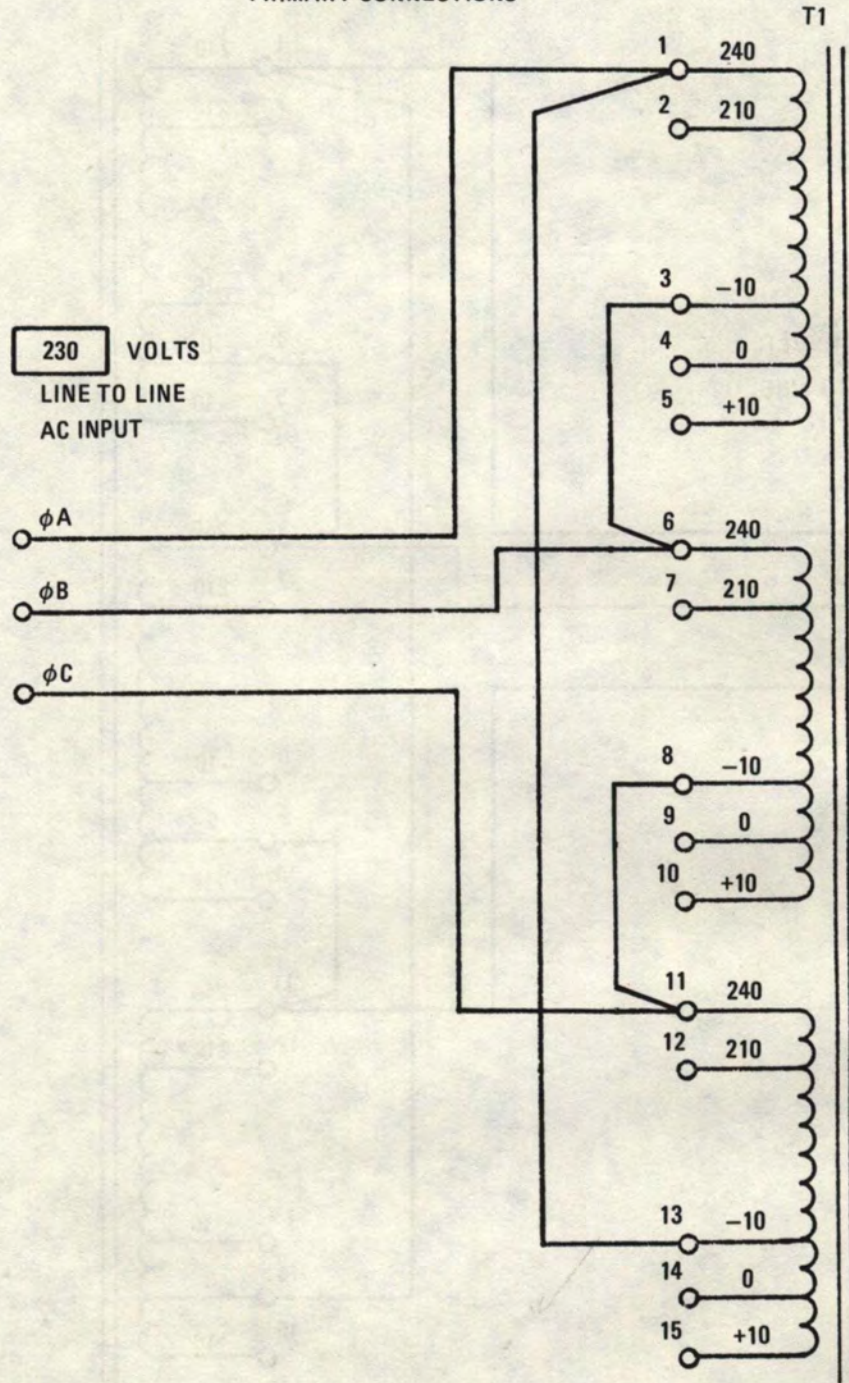 T1
1 240
2 210
3 –10
230 VOLTS
4 0
LINE TO LINE
5 +10
AC INPUT
φA
6 240
φB
7 210
φC
8 –10
9 0
10 +10
11 240
12 210
13 –10
14 0
15 +10